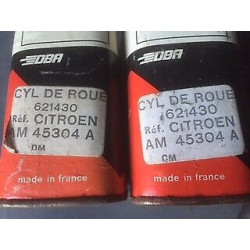 DBA
CYL DE ROUE
621430
Réf. CITROEN
AM 45304 A
DM
made in france
DBA
CYL DE ROUE
621430
Réf. CITROEN
AM 45304 A
CM
made in france